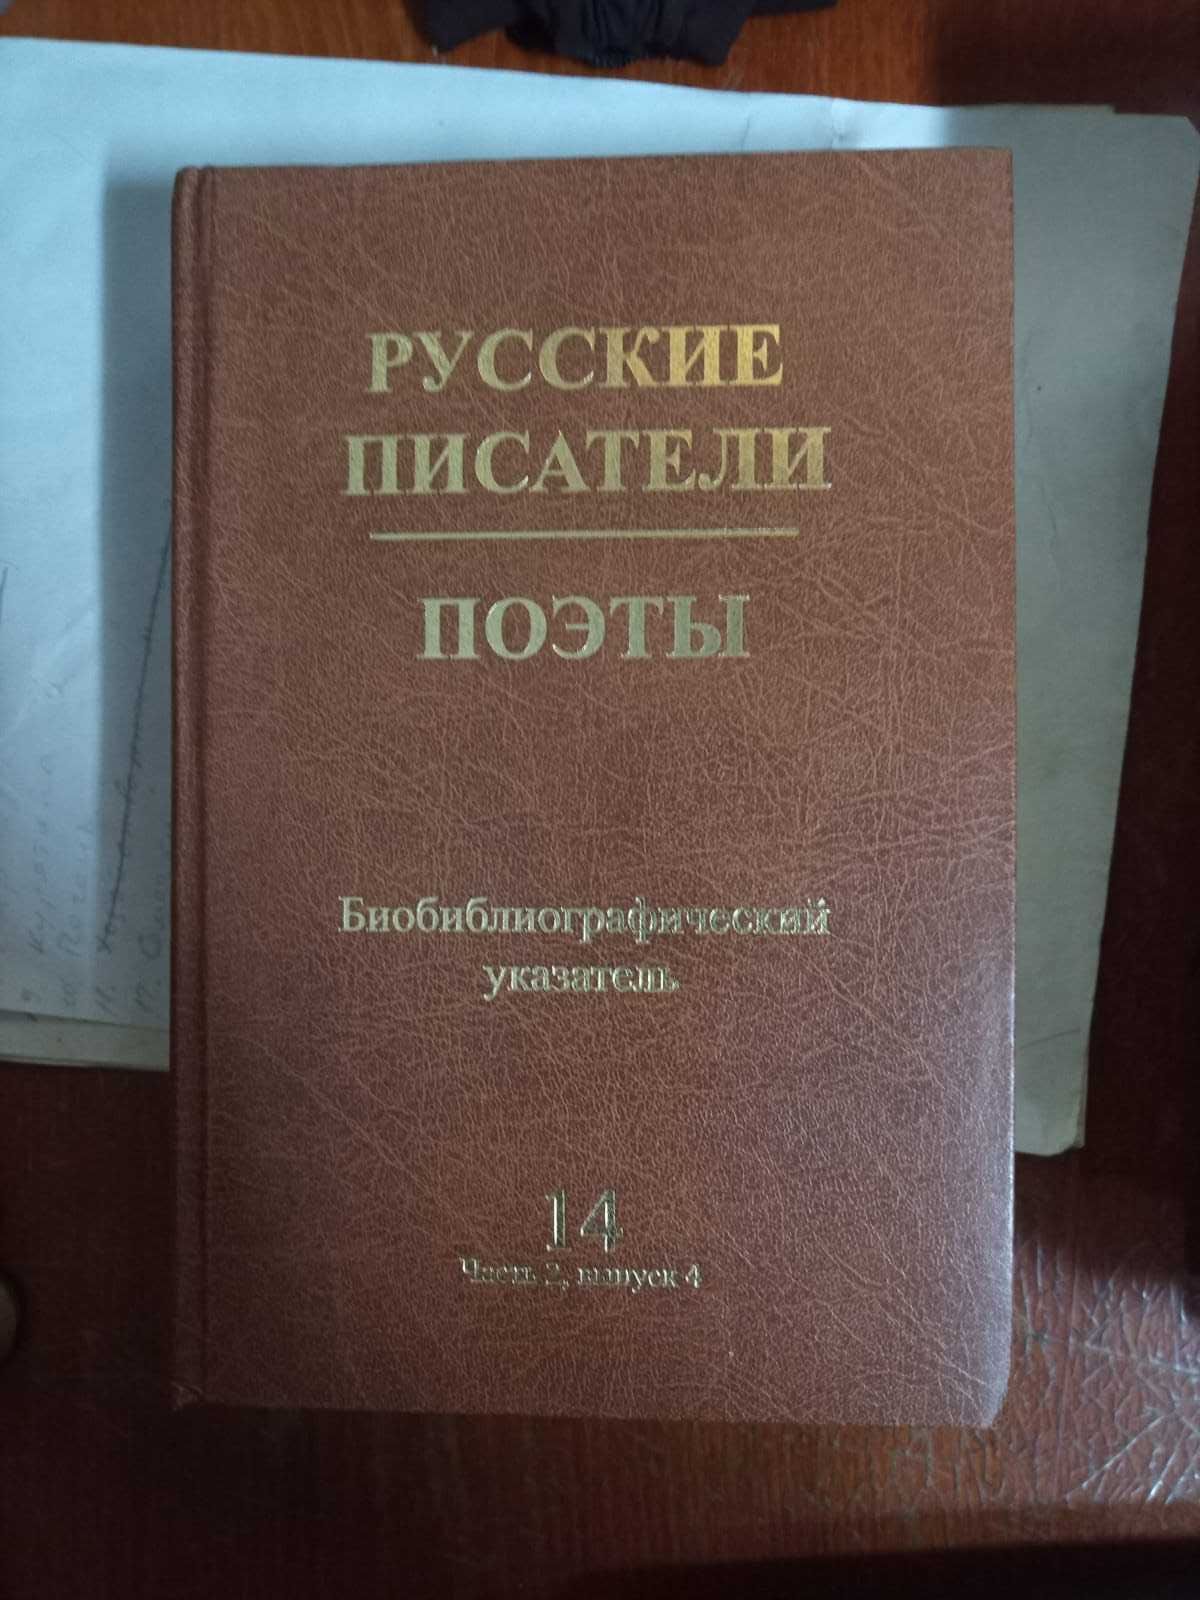 РУССКИЕ
ПИСАТЕЛИ
ПОЭТЫ
Биобиблиографический
указатель
14
Часть 2, выпуск 4